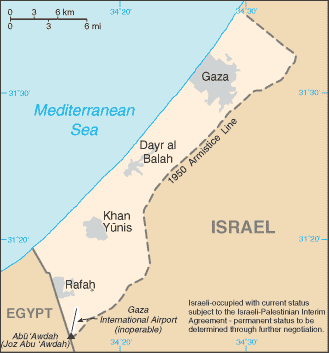 34°20'
34°30'
0 3 6 km
0 3 6 mi
Gaza
31°30'
31°30'
Mediterranean
Sea
Dayr al
Balah
1950 Armistice Line
Khan
Yūnis
ISRAEL
31°20'
31°20'
Rafaḩ
Gaza
International Airport
(inoperable)
EGYPT
Abū 'Awdah
(Joz Abu 'Awdah)
Israeli-occupied with current status
subject to the Israeli-Palestinian Interim
Agreement - permanent status to be
determined through further negotiation.
34°20'
34°30'